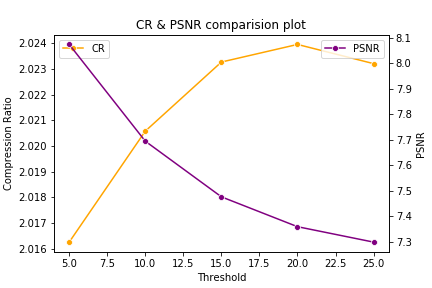 CR & PSNR comparision plot
CR
PSNR
2.024
2.023
2.022
2.021
2.020
2.019
2.018
2.017
2.016
Compression Ratio
8.1
8.0
7.9
7.8
7.7
7.6
7.5
7.4
7.3
PSNR
5.0 7.5 10.0 12.5 15.0 17.5 20.0 22.5 25.0
Threshold